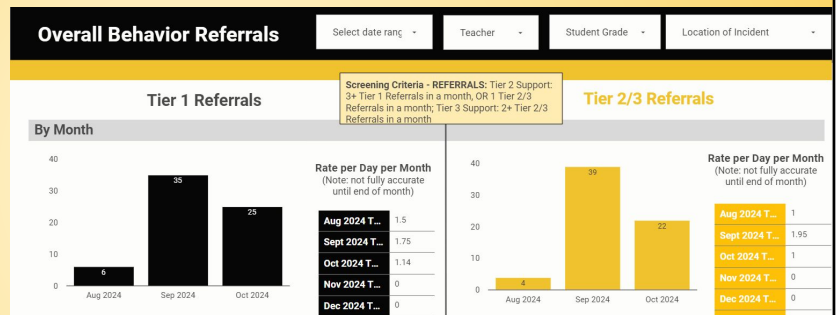 Overall Behavior Referrals
Select date rang
Teacher
Student Grade
Location of Incident
Screening Criteria - REFERRALS: Tier 2 Support:
3+ Tier 1 Referrals in a month, OR 1 Tier 2/3
Referrals in a month; Tier 3 Support: 2+ Tier 2/3
Referrals in a month
Tier 1 Referrals
Tier 2/3 Referrals
By Month
40
30
20
10
0
6
35
25
Aug 2024
Sep 2024
Oct 2024
Rate per Day per Month
(Note: not fully accurate
until end of month)
Aug 2024 T... 1.5
Sept 2024 T... 1.75
Oct 2024 T... 1.14
Nov 2024 T... 0
Dec 2024 T... 0
40
30
20
10
0
4
39
22
Aug 2024
Sep 2024
Oct 2024
Rate per Day per Month
(Note: not fully accurate
until end of month)
Aug 2024 T... 1
Sept 2024 T... 1.95
Oct 2024 T... 1
Nov 2024 T... 0
Dec 2024 T... 0